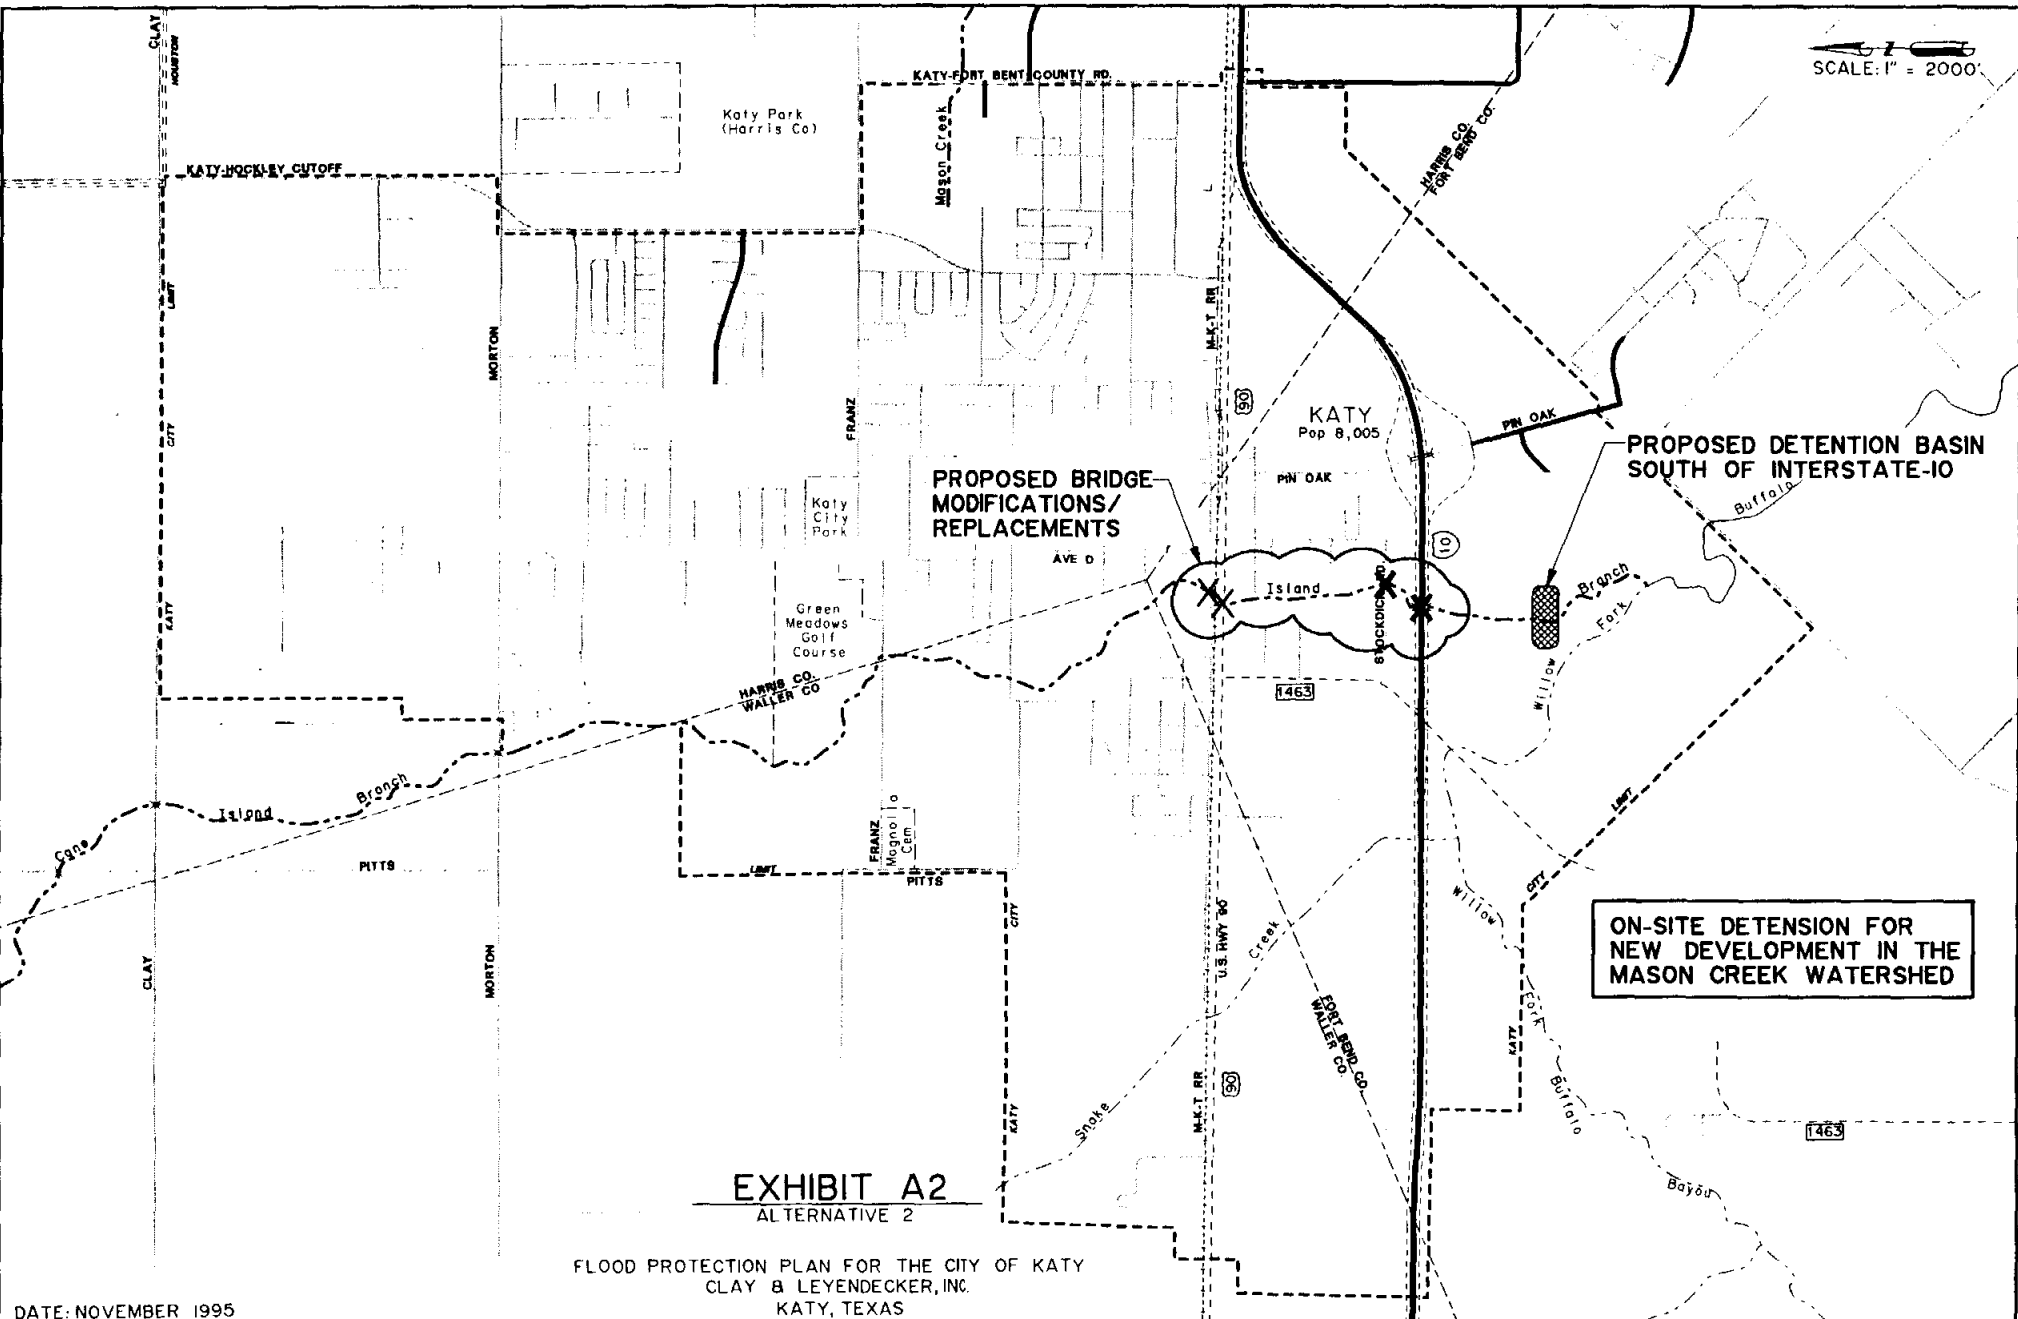 CLAY
HOUSTON
KATY-FORT BENT COUNTY RD.
Z
SCALE: 1" = 2000'
Katy Park
(Harris Co)
Mason Creek
HARRIS CO.
FORT BEND CO.
KATY-HOCKLEY CUTOFF
LIMIT
MORTON
M-K-T RR
CITY
FRANZ
90
KATY
Pop 8,005
PIN OAK
PIN OAK
PROPOSED DETENTION BASIN
SOUTH OF INTERSTATE-10
PROPOSED BRIDGE
MODIFICATIONS/
REPLACEMENTS
Katy
City
Park
Buffalo
AVE D
10
KATY
Green
Meadows
Golf
Course
Island
Branch
Fork
Willow
HARRIS CO.
WALLER CO
1463
Cane
Island
Branch
FRANZ
Magnolia
Cem
PITTS
LIMIT
PITTS
LIMIT
CITY
CITY
Willow
CLAY
MORTON
U.S. HWY 90
Creek
ON-SITE DETENSION FOR
NEW DEVELOPMENT IN THE
MASON CREEK WATERSHED
FORT BEND CO.
WALLER CO.
Fork
KATY
KATY
Snake
M-K-T RR
90
Buffalo
1463
Bayou
EXHIBIT A2
ALTERNATIVE 2
FLOOD PROTECTION PLAN FOR THE CITY OF KATY
CLAY & LEYENDECKER, INC.
KATY, TEXAS
DATE: NOVEMBER 1995